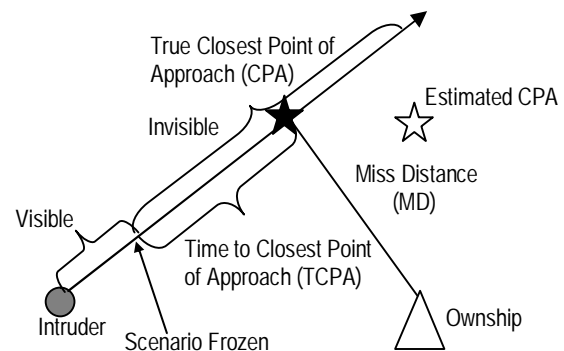 True Closest Point of
Approach (CPA)
Estimated CPA
Invisible
Miss Distance
(MD)
Visible
Time to Closest Point
of Approach (TCPA)
Intruder
Ownship
Scenario Frozen